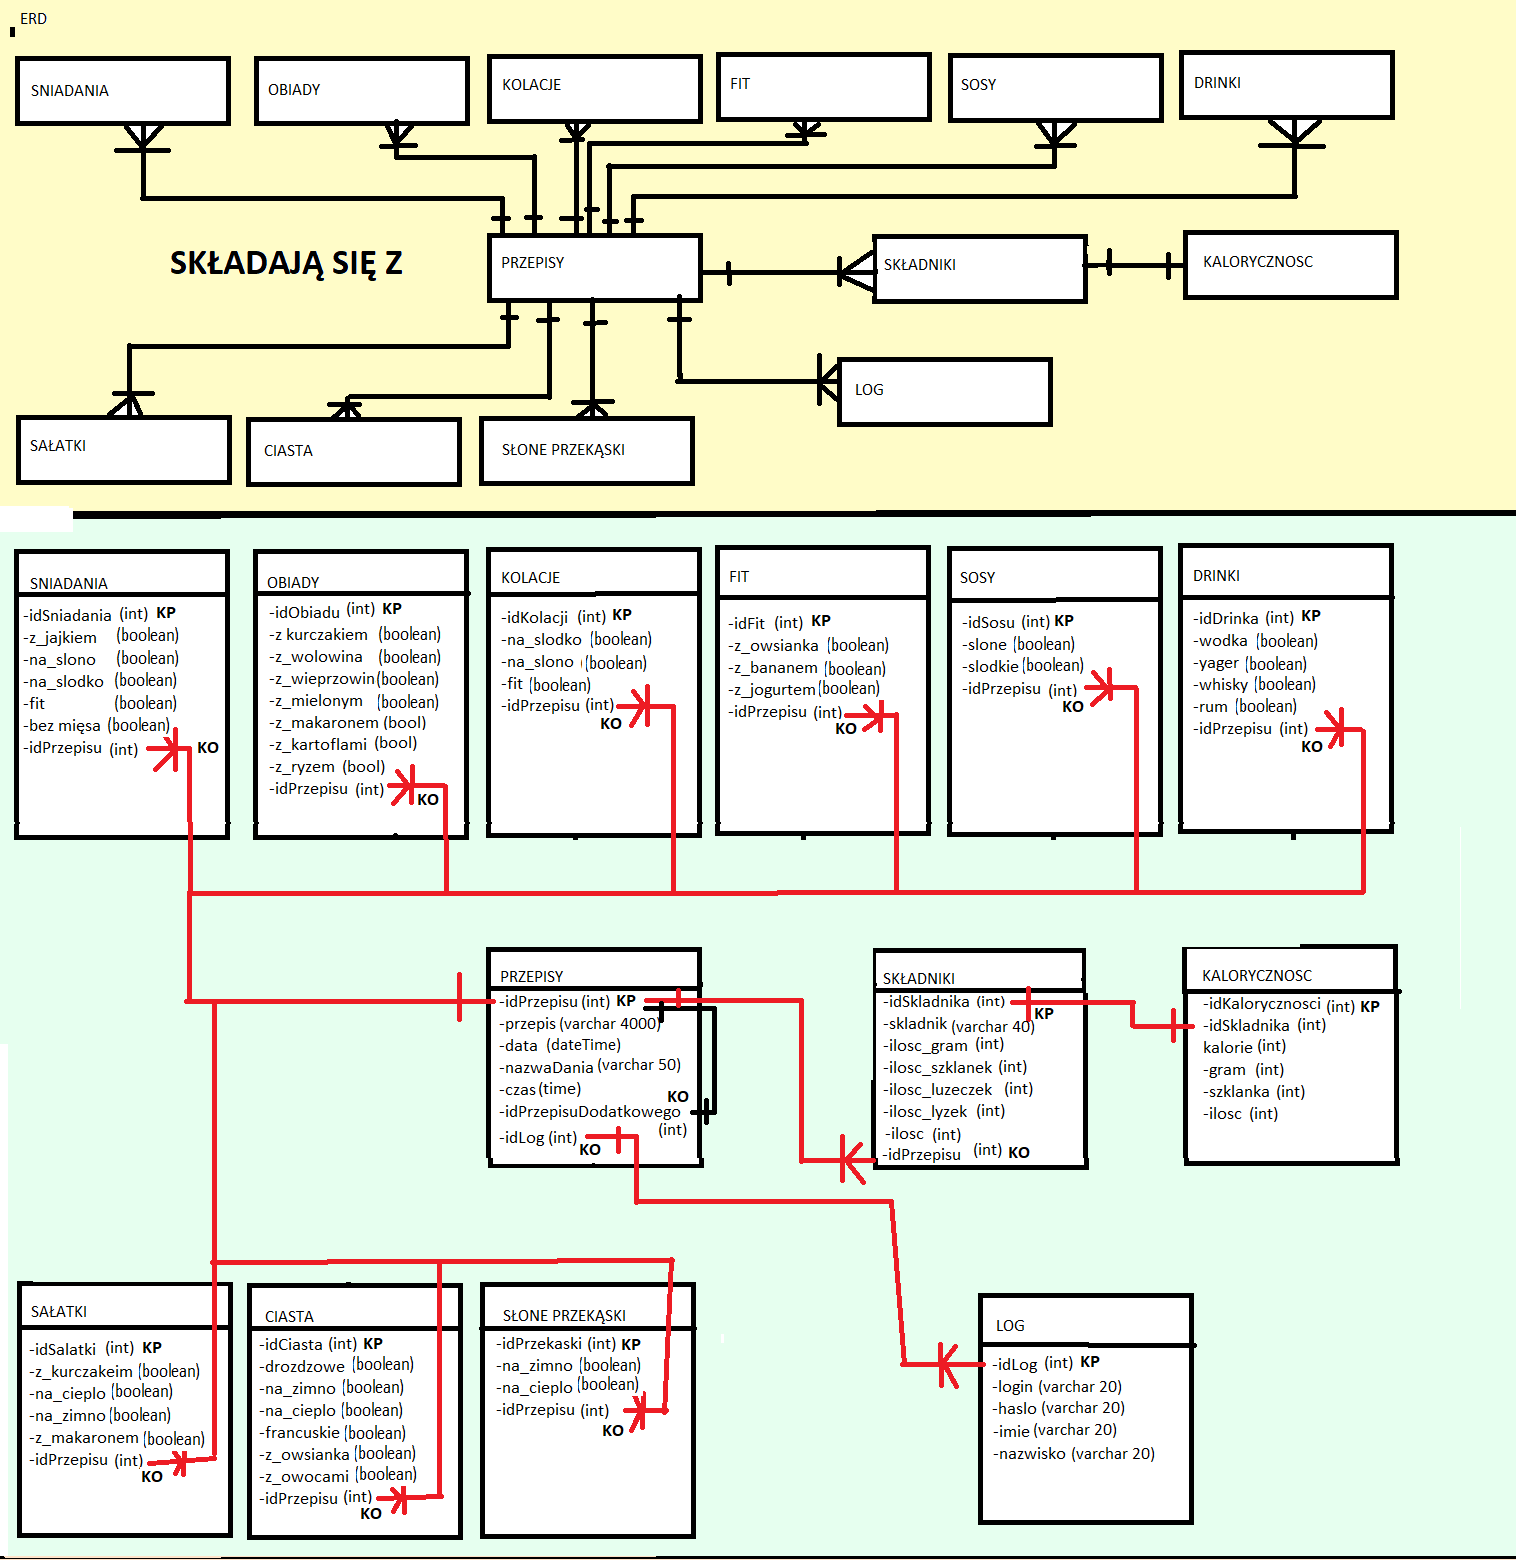 ERD
SNIADANIA
OBIADY
KOLACJE
FIT
SOSY
DRINKI
SKŁADAJĄ SIĘ Z
PRZEPISY
SKŁADNIKI
KALORYCZNOSC
LOG
SAŁATKI
CIASTA
SŁONE PRZEKĄSKI
SNIADANIA
-idSniadania (int) KP
-z_jajkiem (boolean)
-na_slono (boolean)
-na_slodko (boolean)
-fit (boolean)
-bez mięsa (boolean)
-idPrzepisu (int) KO
OBIADY
-idObiadu (int) KP
-z kurczakiem (boolean)
-z_wolowina (boolean)
-z_wieprzowin (boolean)
-z_mielonym (boolean)
-z_makaronem (bool)
-z_kartoflami (bool)
-z_ryzem (bool)
-idPrzepisu (int)
KO
KOLACJE
-idKolacji (int) KP
-na_slodko (boolean)
-na_slono (boolean)
-fit (boolean)
-idPrzepisu (int)
KO
FIT
-idFit (int) KP
-z_owsianka (boolean)
-z_bananem (boolean)
-z_jogurtem (boolean)
-idPrzepisu (int)
KO
SOSY
-idSosu (int) KP
-slone (boolean)
-slodkie (boolean)
-idPrzepisu (int)
KO
DRINKI
-idDrinka (int) KP
-wodka (boolean)
-yager (boolean)
-whisky (boolean)
-rum (boolean)
-idPrzepisu (int)
KO
PRZEPISY
-idPrzepisu (int) KP
-przepis (varchar 4000)
-data (dateTime)
-nazwaDania (varchar 50)
-czas (time)
KO
-idPrzepisuDodatkowego
(int)
-idLog (int)
KO
SKŁADNIKI
-idSkladnika (int)
KP
-skladnik (varchar 40)
-ilosc_gram (int)
-ilosc_szklanek (int)
-ilosc_luzeczek (int)
-ilosc_lyzek (int)
-ilosc (int)
-idPrzepisu (int) KO
KALORYCZNOSC
-idKalorycznosci (int) KP
-idSkladnika (int)
kalorie (int)
-gram (int)
-szklanka (int)
-ilosc (int)
SAŁATKI
-idSalatki (int) KP
-z_kurczakeim (boolean)
-na_cieplo (boolean)
-na_zimno (boolean)
-z_makaronem (boolean)
-idPrzepisu (int)
KO
CIASTA
-idCiasta (int) KP
-drozdzowe (boolean)
-na_zimno (boolean)
-na_cieplo (boolean)
-francuskie (boolean)
-z_owsianka (boolean)
-z_owocami (boolean)
-idPrzepisu (int)
KO
SŁONE PRZEKĄSKI
-idPrzekaski (int) KP
-na_zimno (boolean)
-na_cieplo (boolean)
-idPrzepisu (int)
KO
LOG
-idLog (int) KP
-login (varchar 20)
-haslo (varchar 20)
-imie (varchar 20)
-nazwisko (varchar 20)